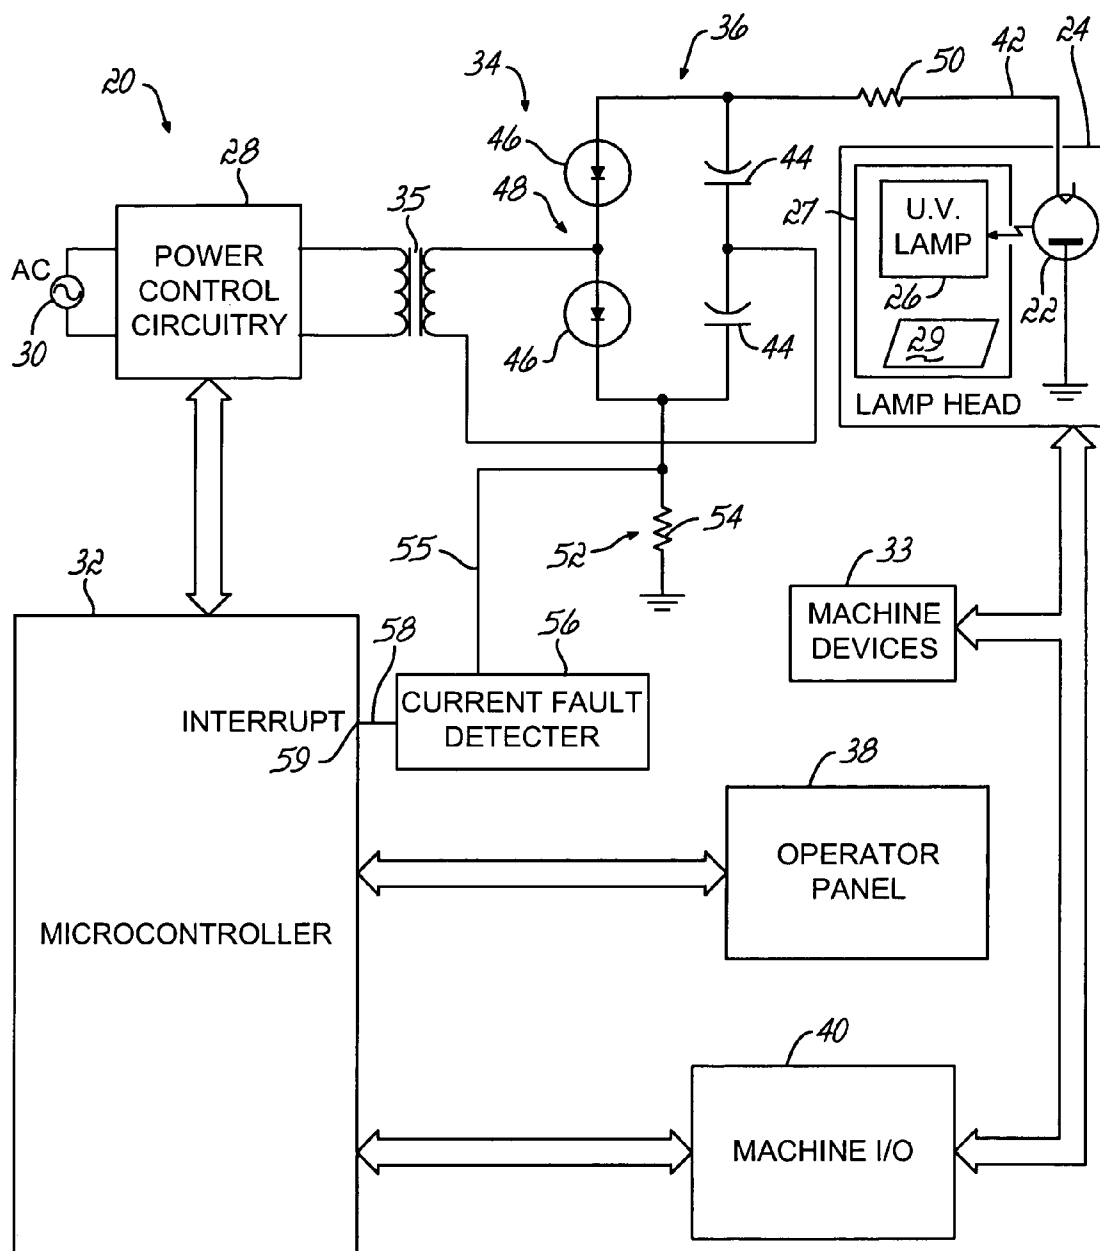 36
24
42
34
50
20
46
28
44
48
35
27
U.V.
LAMP
AC
POWER
CONTROL
CIRCUITRY
26
22
30
46
44
29
LAMP HEAD
55
52
54
32
33
MACHINE
DEVICES
58
56
INTERRUPT
CURRENT FAULT
DETECTER
59
38
OPERATOR
PANEL
MICROCONTROLLER
40
MACHINE I/O